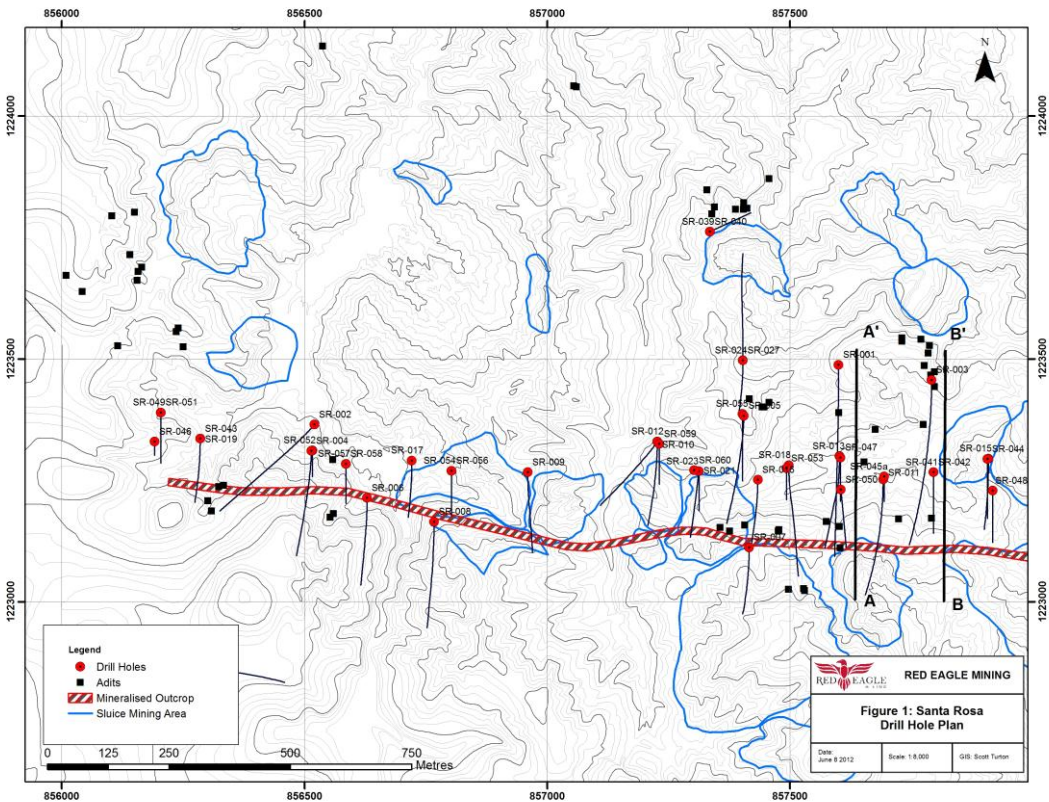 856000 856500 857000 857500
1224000 1224000
1223500 1223500
1223000 1223000
N
SR-039SR-040
A' B'
SR-001
SR-003
SR-024SR-027
SR-049SR-051
SR-002
SR-043
SR-019
SR-046
SR-052SR-004
SR-057SR-058
SR-017
SR-054SR-056
SR-009
SR-012
SR-059
SR-010
SR-023SR-060
SR-021
SR-055
SR-018
SR-053
SR-013
SR-047
SR-045a
SR-050
SR-011
SR-041
SR-042
SR-015
SR-044
SR-048
SR-006
SR-008
SR-007
A
B
Legend
Drill Holes
Adits
Mineralised Outcrop
Sluice Mining Area
0 125 250 500 750
Metres
RED EAGLE
RED EAGLE MINING
Figure 1: Santa Rosa
Drill Hole Plan
Date:
June 8 2012
Scale: 1:8,000
GIS: Scott Turton
856000 856500 857000 857500